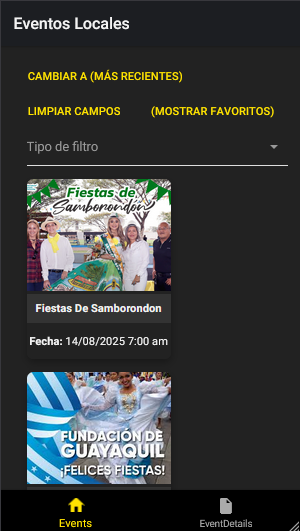 Eventos Locales
CAMBIAR A (MÁS RECIENTES)
LIMPIAR CAMPOS (MOSTRAR FAVORITOS)
Tipo de filtro
Fiestas de
Samborondón
Fiestas De Samborondon
Fecha: 14/08/2025 7:00 am
FUNDACIÓN DE
GUAYAQUIL
¡FELICES FIESTAS!
Events EventDetails